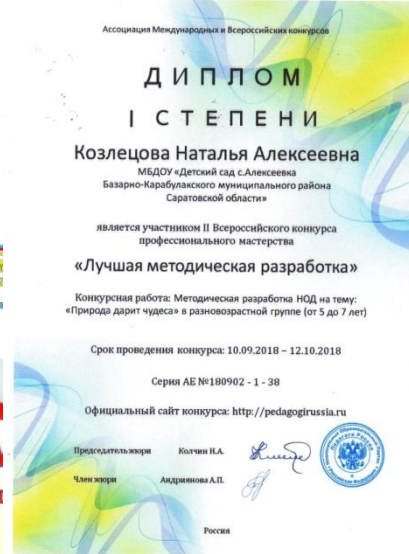 Ассоциация Международных и Всероссийских конкурсов
ДИПЛОМ
I СТЕПЕНИ
Козлецова Наталья Алексеевна
МБДОУ «Детский сад с.Алексеевка
Базарно-Карабулакского муниципального района
Саратовской области»
является участником II Всероссийского конкурса
профессионального мастерства
«Лучшая методическая разработка»
Конкурсная работа: Методическая разработка НОД на тему:
«Природа дарит чудеса» в разновозрастной группе (от 5 до 7 лет)
Срок проведения конкурса: 10.09.2018 – 12.10.2018
Серия АЕ №180902 - 1 - 38
Официальный сайт конкурса: http://pedagogirussia.ru
Председатель жюри Колчин Н.А.
Член жюри Андриянова А.П.
Россия